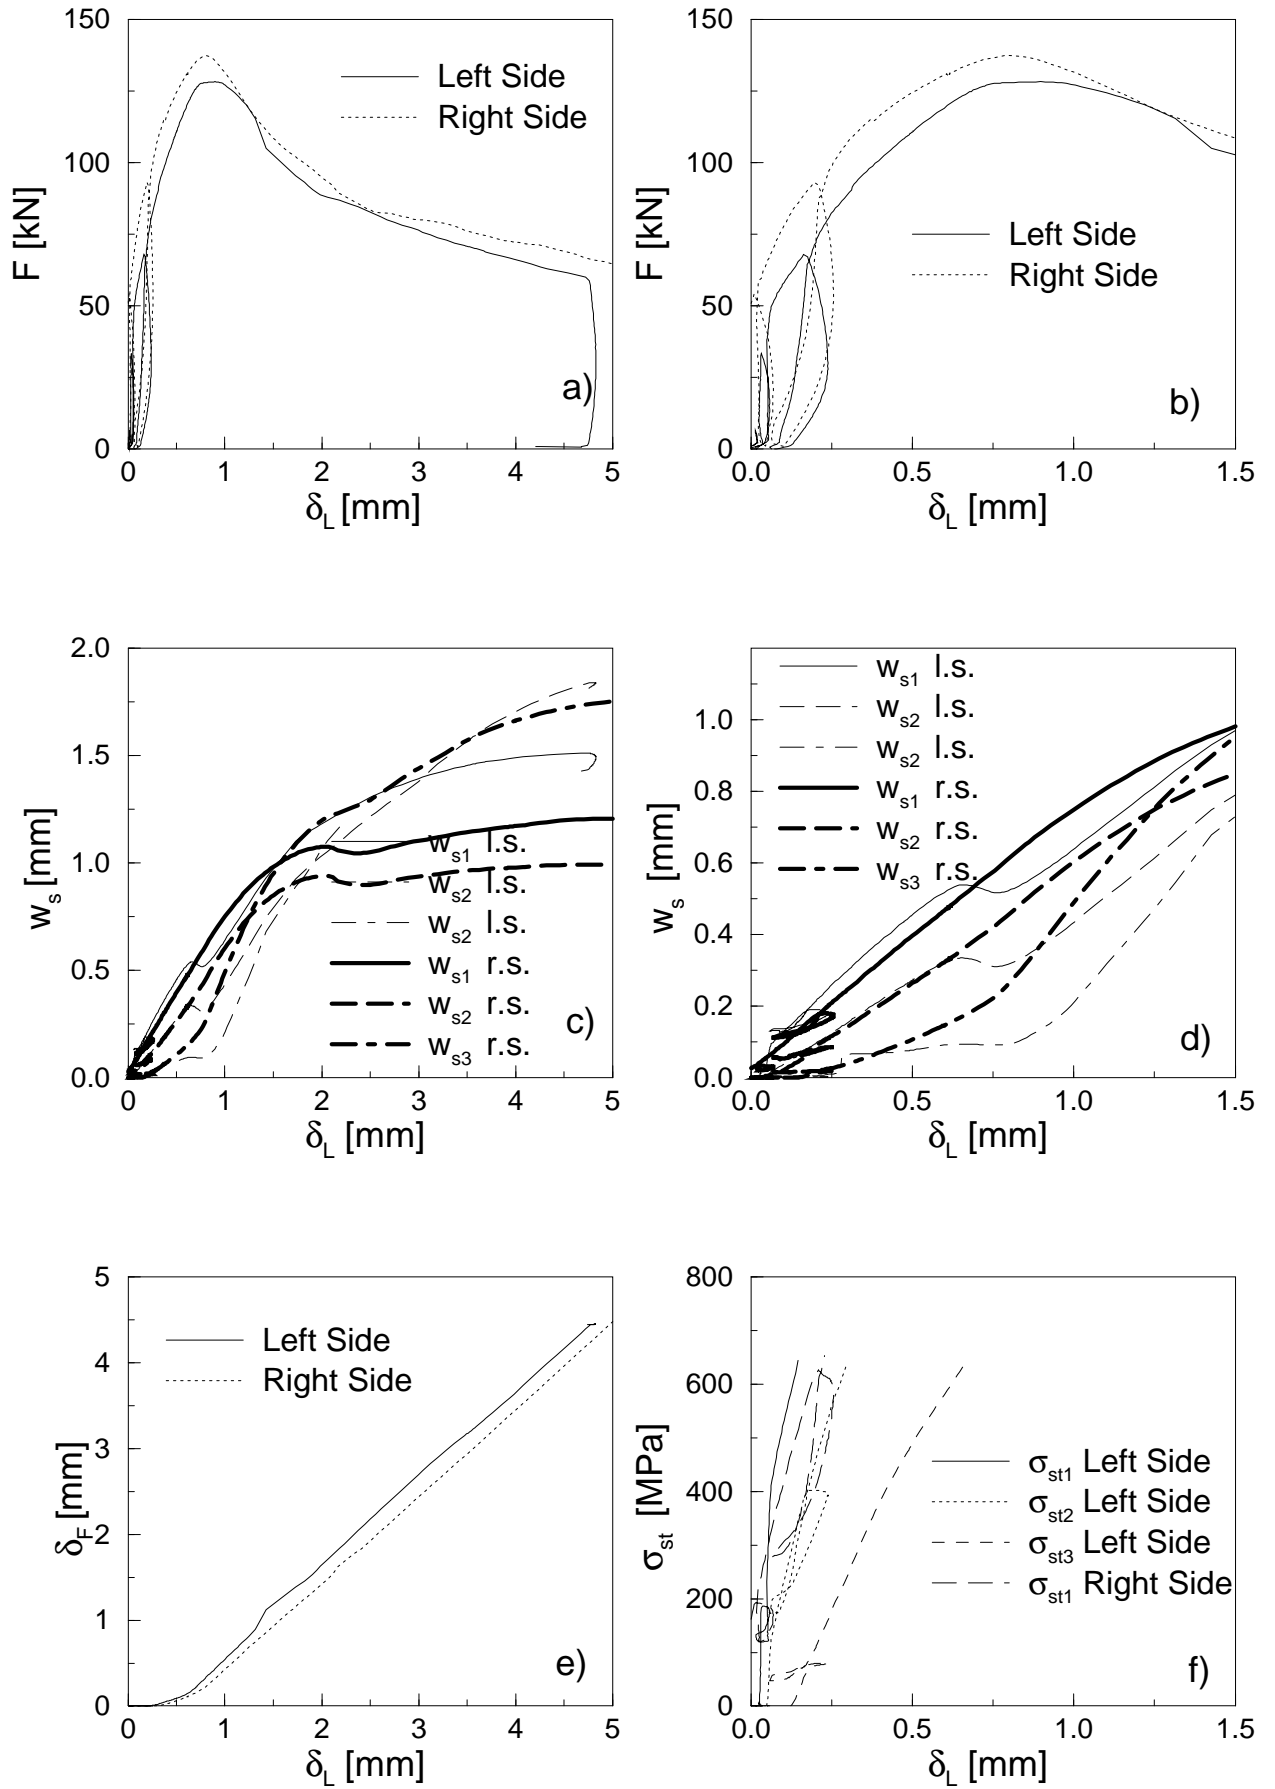 150
100
50
0
F [kN]
Left Side
Right Side
a)
0 1 2 3 4 5
δL [mm]
150
100
50
0
F [kN]
Left Side
Right Side
b)
0.0 0.5 1.0 1.5
δL [mm]
2.0
1.5
1.0
0.5
0.0
ws [mm]
ws1 l.s.
ws2 l.s.
ws2 l.s.
ws1 r.s.
ws2 r.s.
ws3 r.s.
c)
0 1 2 3 4 5
δL [mm]
1.0
0.8
0.6
0.4
0.2
0.0
ws [mm]
ws1 l.s.
ws2 l.s.
ws2 l.s.
ws1 r.s.
ws2 r.s.
ws3 r.s.
d)
0.0 0.5 1.0 1.5
δL [mm]
5
4
3
2
1
0
δF [mm]
Left Side
Right Side
e)
0 1 2 3 4 5
δL [mm]
800
600
400
200
0
σst [MPa]
σst1 Left Side
σst2 Left Side
σst3 Left Side
σst1 Right Side
f)
0.0 0.5 1.0 1.5
δL [mm]